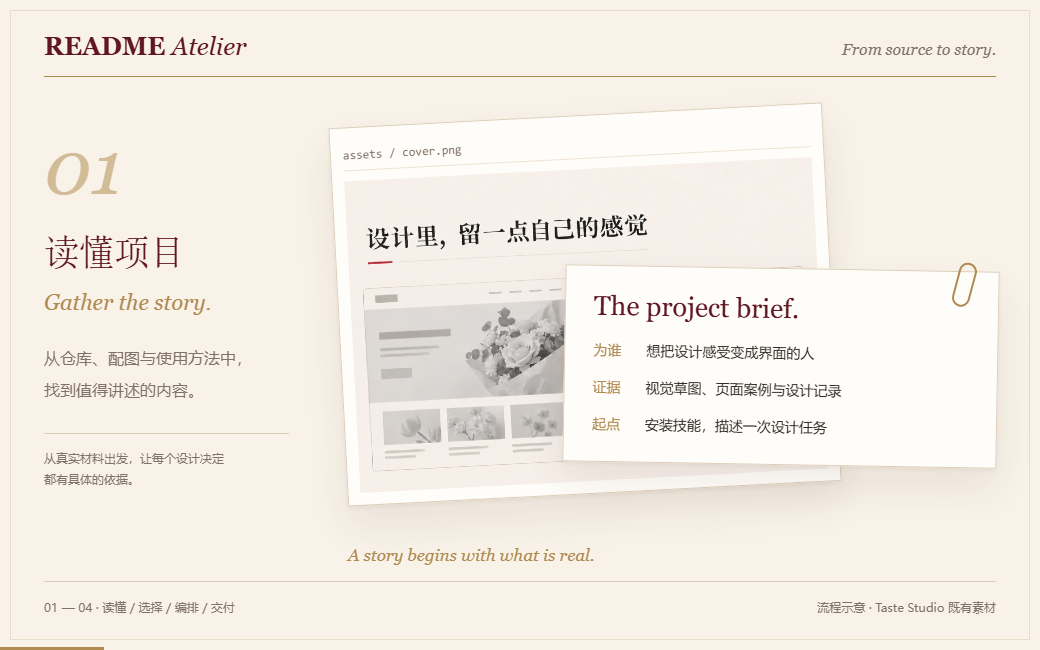 README Atelier
From source to story.
01
读懂项目
Gather the story.
从仓库、配图与使用方法中，
找到值得讲述的内容。
从真实材料出发，让每个设计决定
都有具体的依据。
assets / cover.png
设计里，留一点自己的感觉
The project brief.
为谁 想把设计感受变成界面的人
证据 视觉草图、页面案例与设计记录
起点 安装技能，描述一次设计任务
A story begins with what is real.
01 — 04 · 读懂 / 选择 / 编排 / 交付
流程示意 · Taste Studio 既有素材